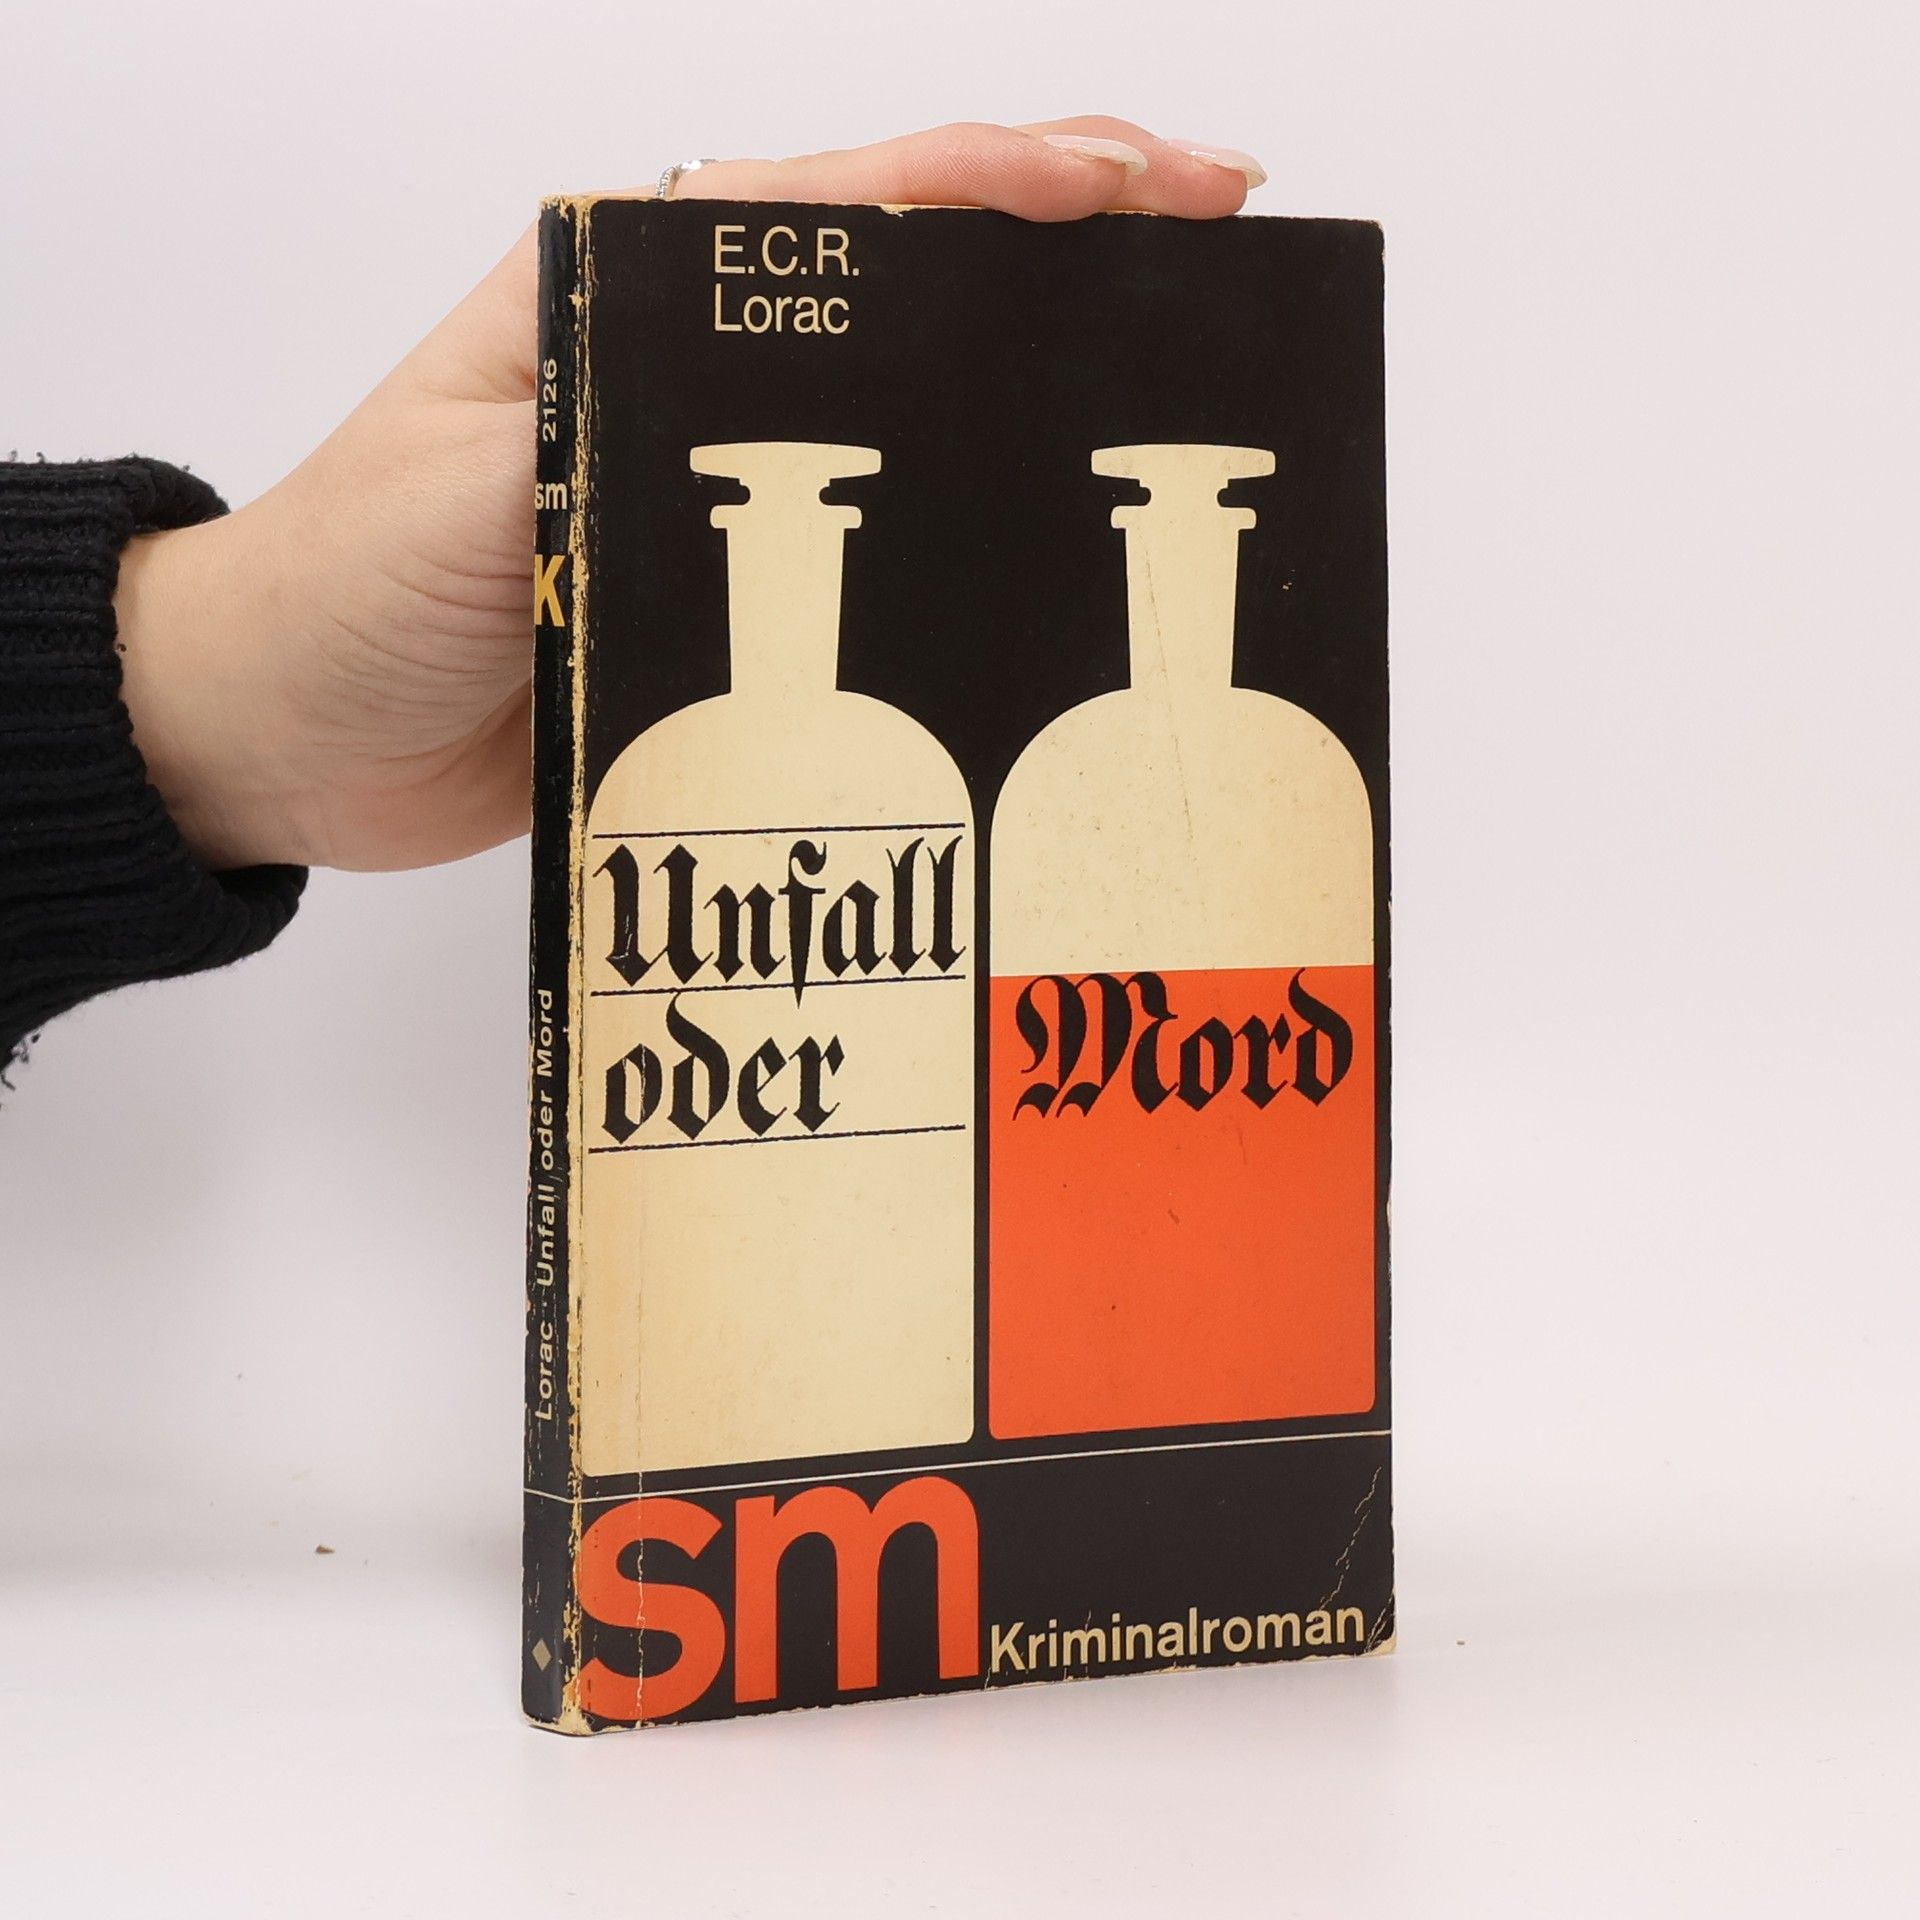 E.C.R.
Lorac
Unfall
oder
Mord
sm
Kriminalroman
Lorac · Unfall oder Mord
K
sm
2126